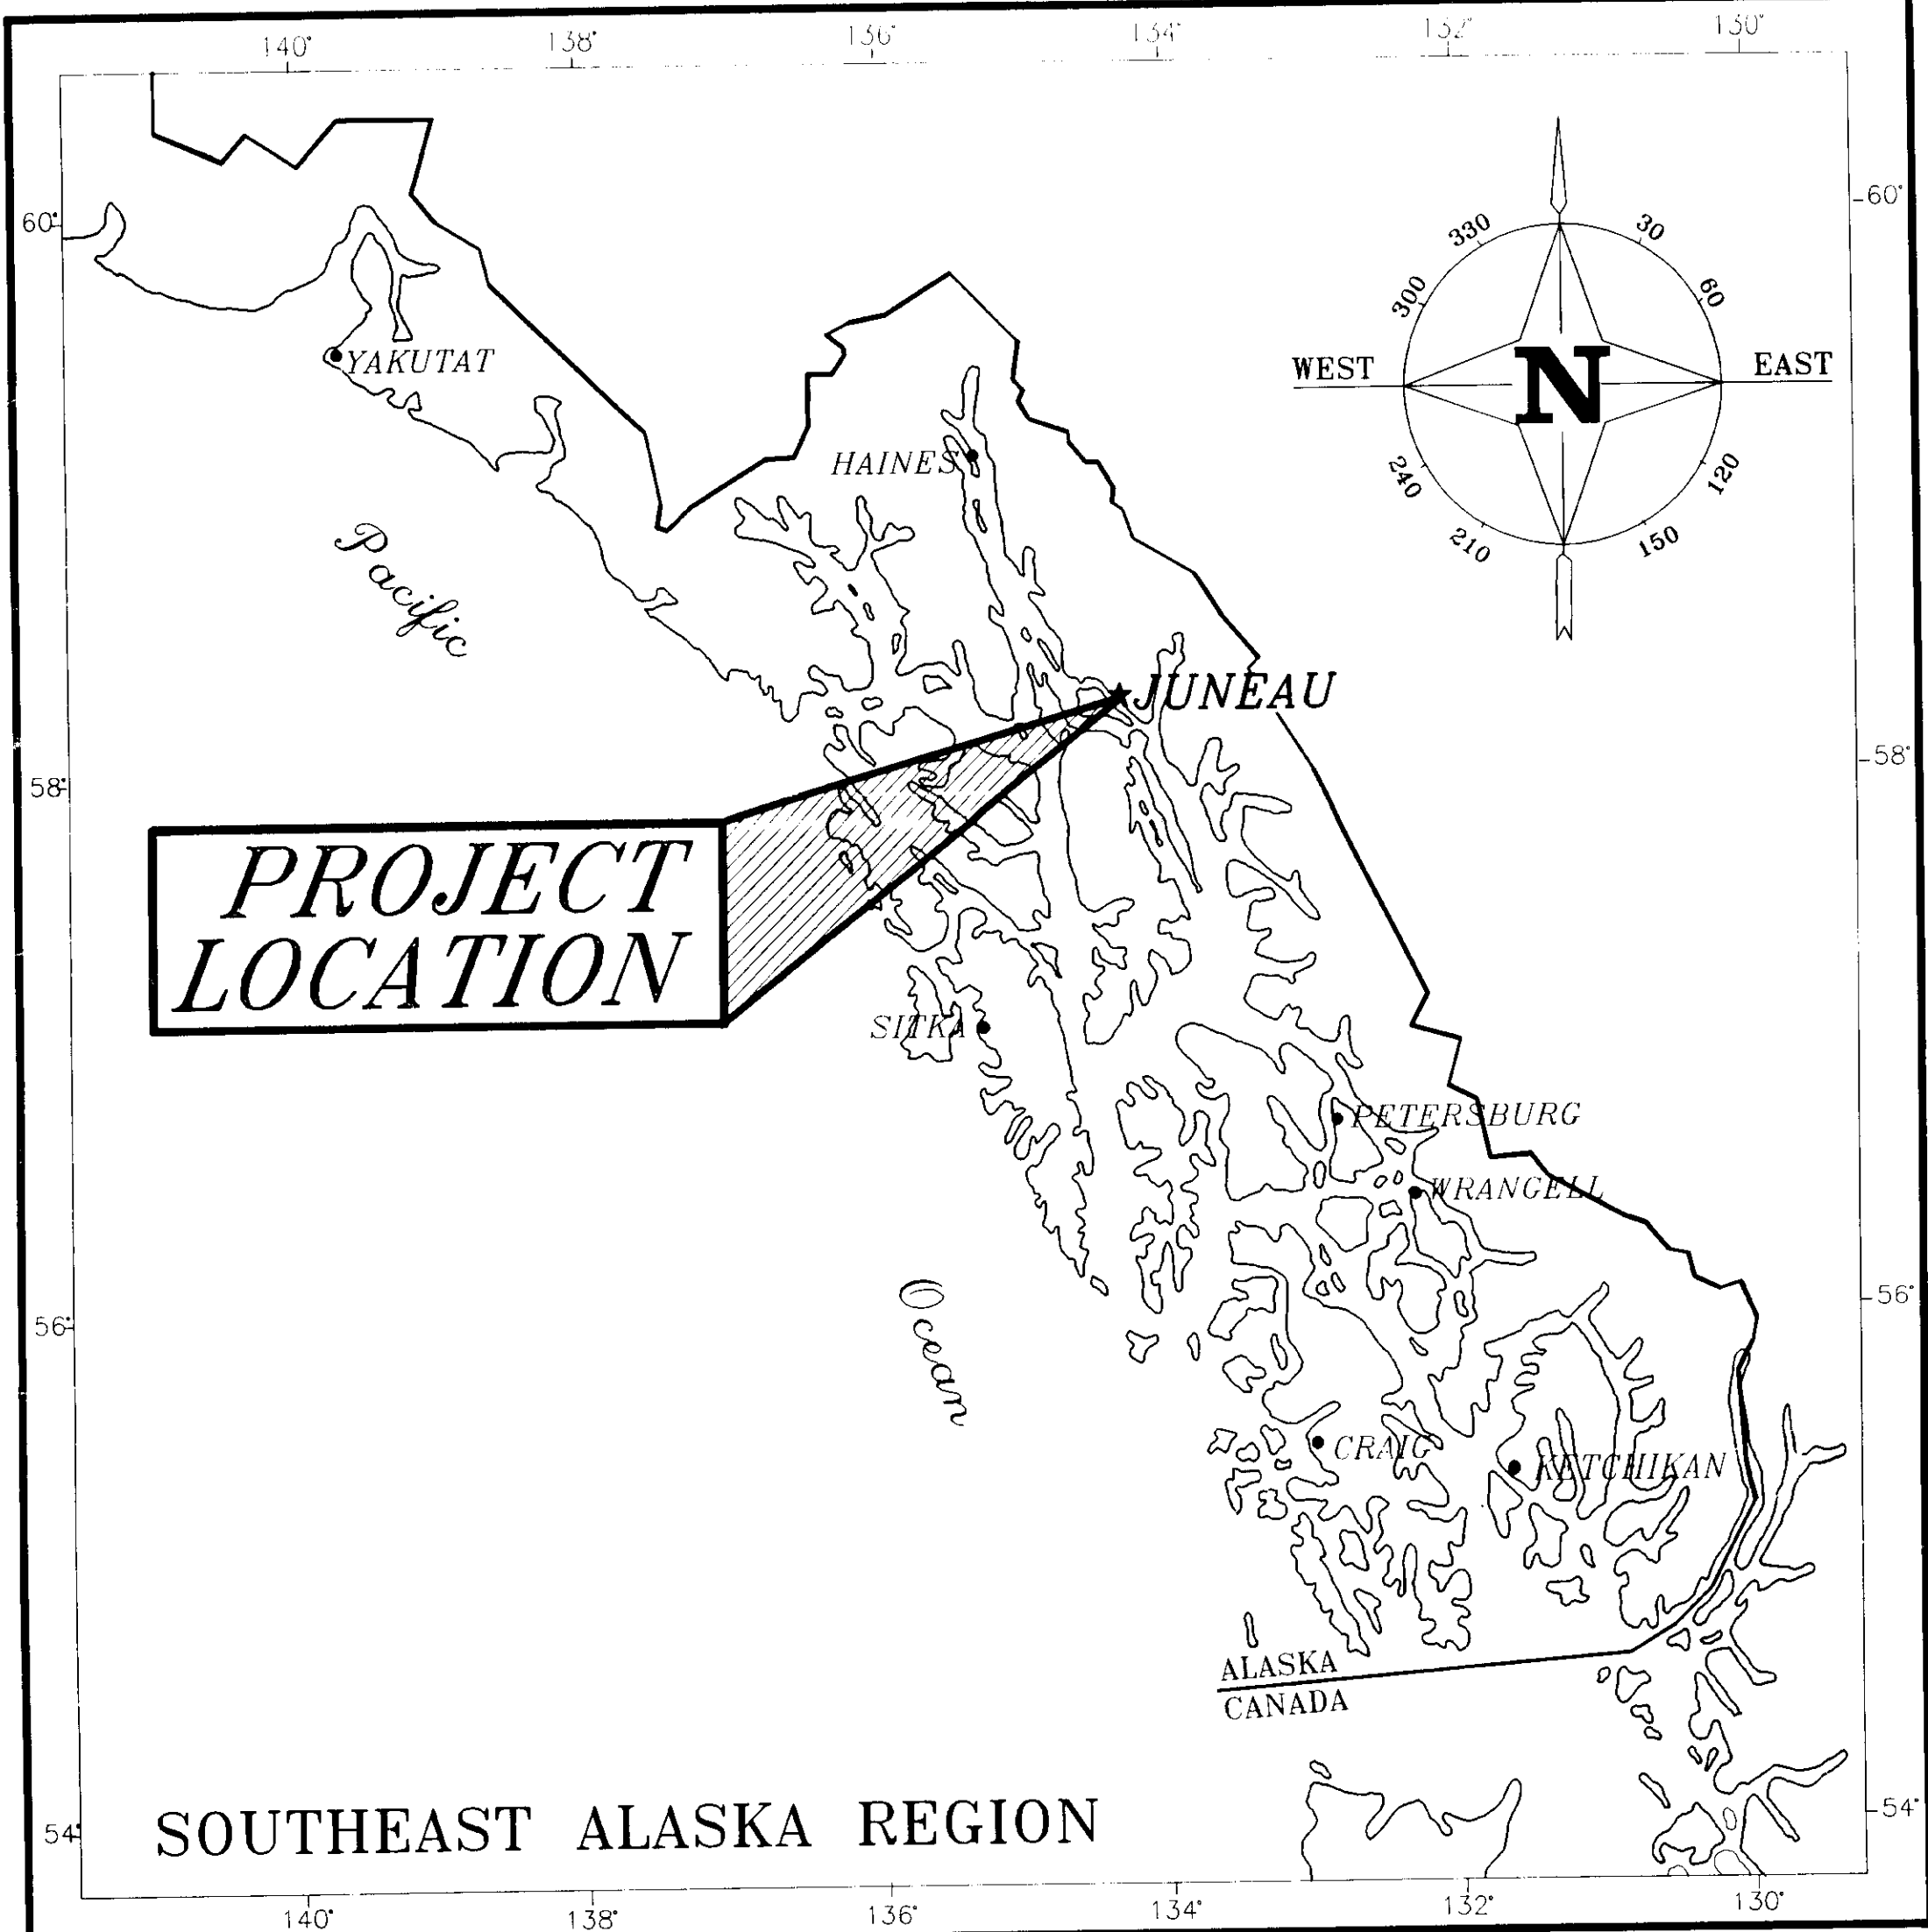 140° 138° 136° 134° 132° 130°
60° 60°
330 30
300 60
WEST N EAST
240 120
210 150
YAKUTAT
HAINES
Pacific
JUNEAU
58° 58°
PROJECT
LOCATION
SITKA
PETERSBURG
WRANGELL
Ocean
56° 56°
CRAIG
KETCHIKAN
ALASKA
CANADA
SOUTHEAST ALASKA REGION
54° 54°
140° 138° 136° 134° 132° 130°